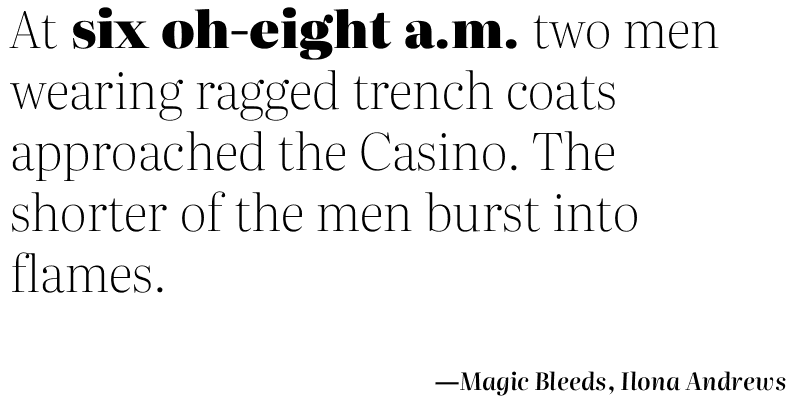 At six oh-eight a.m. two men
wearing ragged trench coats
approached the Casino. The
shorter of the men burst into
flames.
—Magic Bleeds, Ilona Andrews